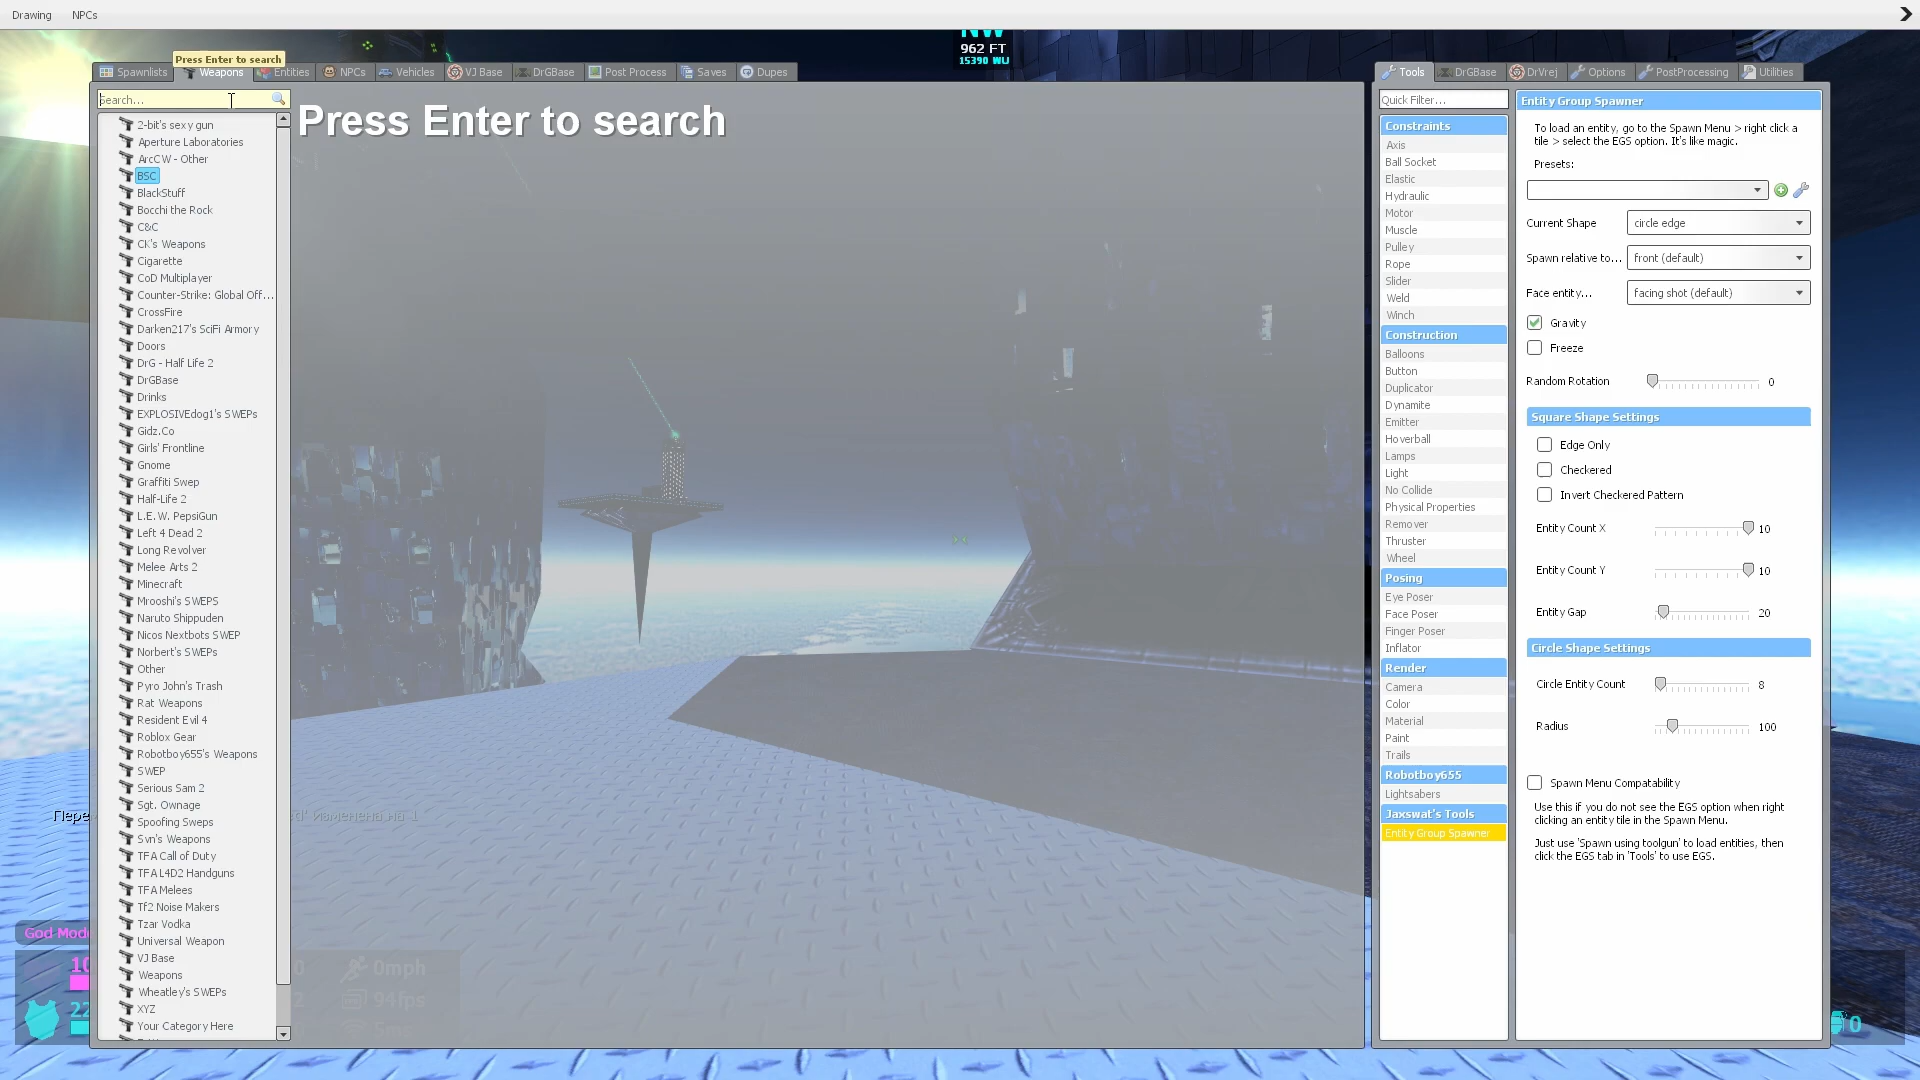 Drawing NPCs
NW
962 FT
15390 WU
Press Enter to search
Spawnlists Weapons Entities NPCs Vehicles VJ Base DrGBase Post Process Saves Dupes
Search...
Press Enter to search
2-bit's sexy gun
Aperture Laboratories
ArcCW - Other
BSC
BlackStuff
Bocchi the Rock
C&C
Ck's Weapons
Cigarette
CoD Multiplayer
Counter-Strike: Global Off...
CrossFire
Darken217's SciFi Armory
Doors
DrG - Half Life 2
DrGBase
Drinks
EXPLOSIVEdog1's SWEPs
Gidz.Co
Girls' Frontline
Gnome
Graffiti Swep
Half-Life 2
L.E.W. PepsiGun
Left 4 Dead 2
Long Revolver
Melee Arts 2
Minecraft
Mrooshi's SWEPS
Naruto Shippuden
Nicos Nextbots SWEP
Norbert's SWEPs
Other
Pyro John's Trash
Rat Weapons
Resident Evil 4
Roblox Gear
Robotboy655's Weapons
SWEP
Serious Sam 2
Sgt. Ownage
Spoofing Sweps
Svn's Weapons
TFA Call of Duty
TFA L4D2 Handguns
TFA Melees
Tf2 Noise Makers
Tzar Vodka
Universal Weapon
VJ Base
Weapons
Wheatley's SWEPs
XYZ
Your Category Here
изменена на 1
God Mode
10
22
0mph
94fps
0
Tools DrGBase DrVrej Options PostProcessing Utilities
Quick Filter...
Constraints
Axis
Ball Socket
Elastic
Hydraulic
Motor
Muscle
Pulley
Rope
Slider
Weld
Winch
Construction
Balloons
Button
Duplicator
Dynamite
Emitter
Hoverball
Lamps
Light
No Collide
Physical Properties
Remover
Thruster
Wheel
Posing
Eye Poser
Face Poser
Finger Poser
Inflator
Render
Camera
Color
Material
Paint
Trails
Robotboy655
Lightsabers
Jaxswat's Tools
Entity Group Spawner
Entity Group Spawner
To load an entity, go to the Spawn Menu > right click a
tile > select the EGS option. It's like magic.
Presets:
Current Shape circle edge
Spawn relative to... front (default)
Face entity... facing shot (default)
Gravity
Freeze
Random Rotation 0
Square Shape Settings
Edge Only
Checkered
Invert Checkered Pattern
Entity Count X 10
Entity Count Y 10
Entity Gap 20
Circle Shape Settings
Circle Entity Count 8
Radius 100
Spawn Menu Compatability
Use this if you do not see the EGS option when right
clicking an entity tile in the Spawn Menu.
Just use 'Spawn using toolgun' to load entities, then
click the EGS tab in 'Tools' to use EGS.